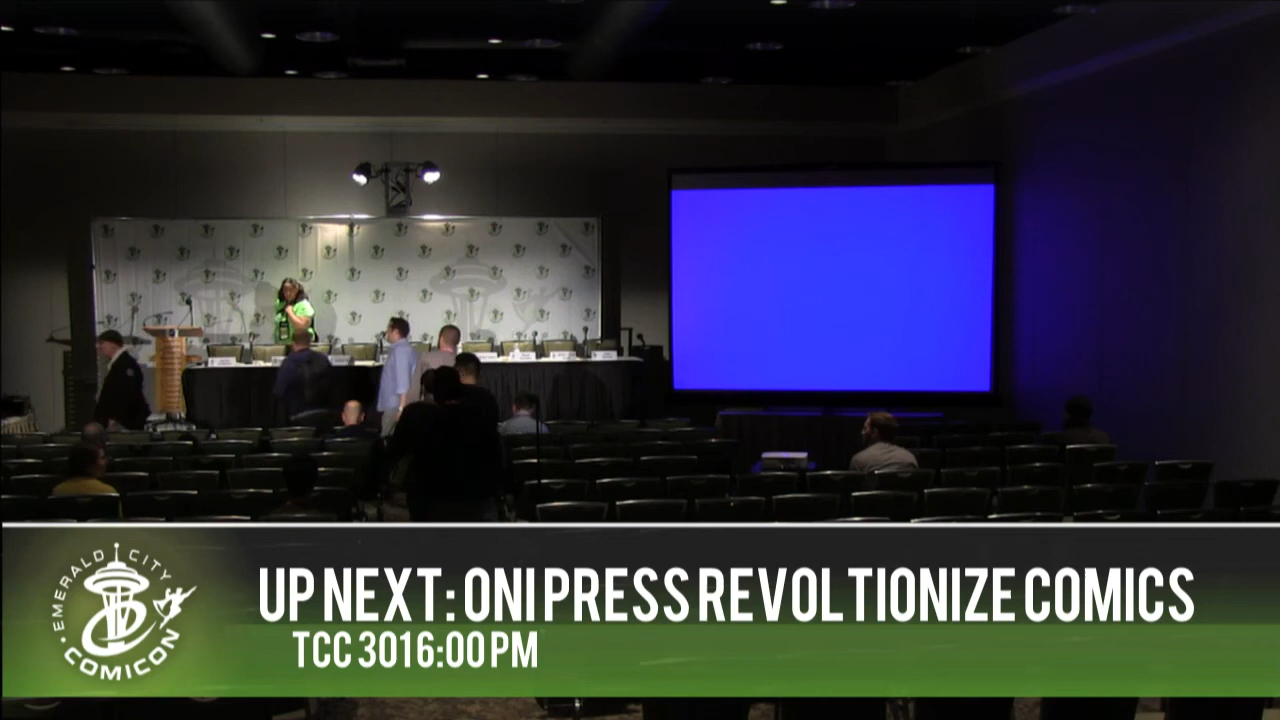 UP NEXT: ONI PRESS REVOLTIONIZE COMICS
TCC 3016:00 PM
EMERALD CITY
COMICON